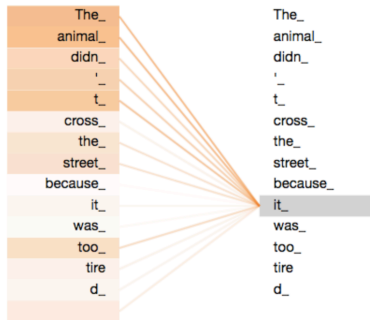 The_ The_
animal_ animal_
didn_ didn_
'_ '_
t_ t_
cross_ cross_
the_ the_
street_ street_
because_ because_
it_ it_
was_ was_
too_ too_
tire tire
d_ d_